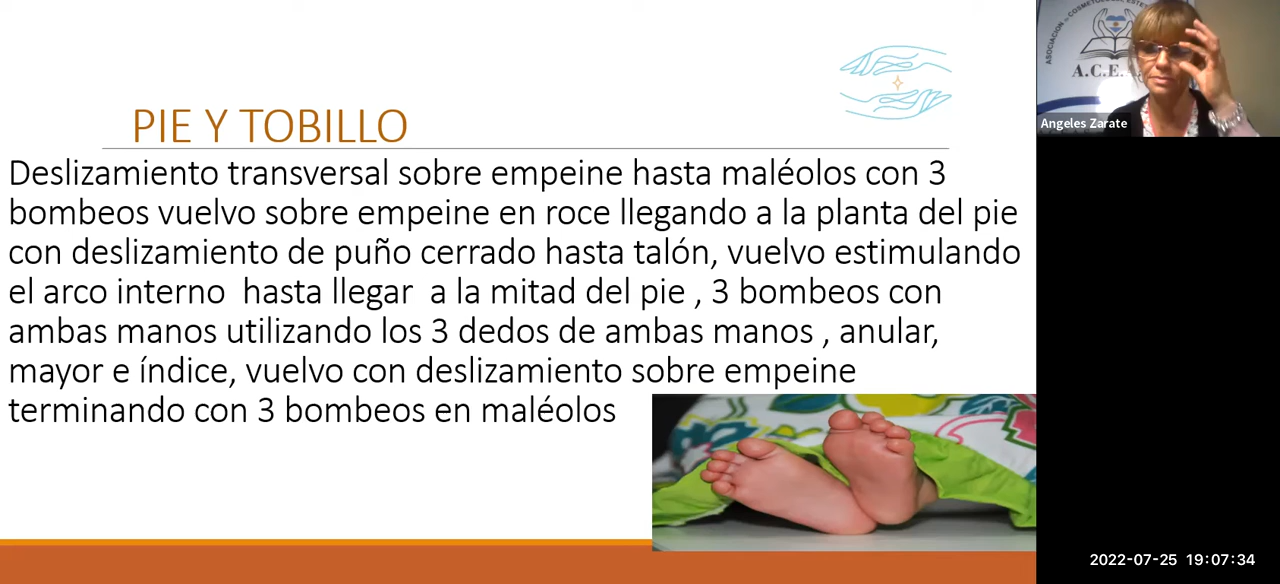 PIE Y TOBILLO
Deslizamiento transversal sobre empeine hasta maléolos con 3
bombeos vuelvo sobre empeine en roce llegando a la planta del pie
con deslizamiento de puño cerrado hasta talón, vuelvo estimulando
el arco interno  hasta llegar  a la mitad del pie , 3 bombeos con
ambas manos utilizando los 3 dedos de ambas manos , anular,
mayor e índice, vuelvo con deslizamiento sobre empeine
terminando con 3 bombeos en maléolos
A.C.E.
Angeles Zarate
2022-07-25 19:07:34